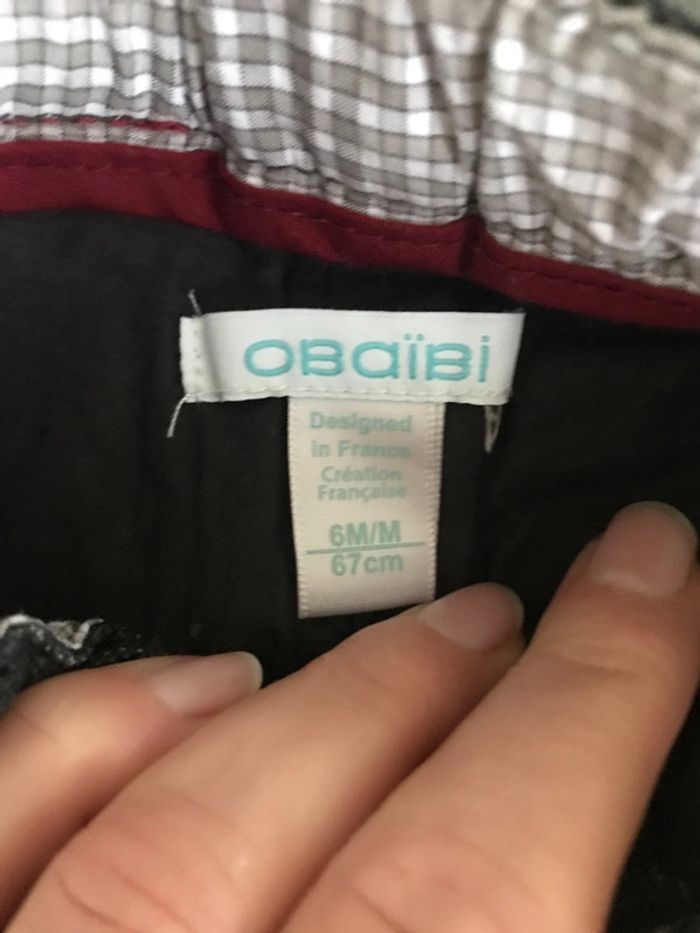 OBaïBi
Designed
in France
Création
Française
6M/M
67cm